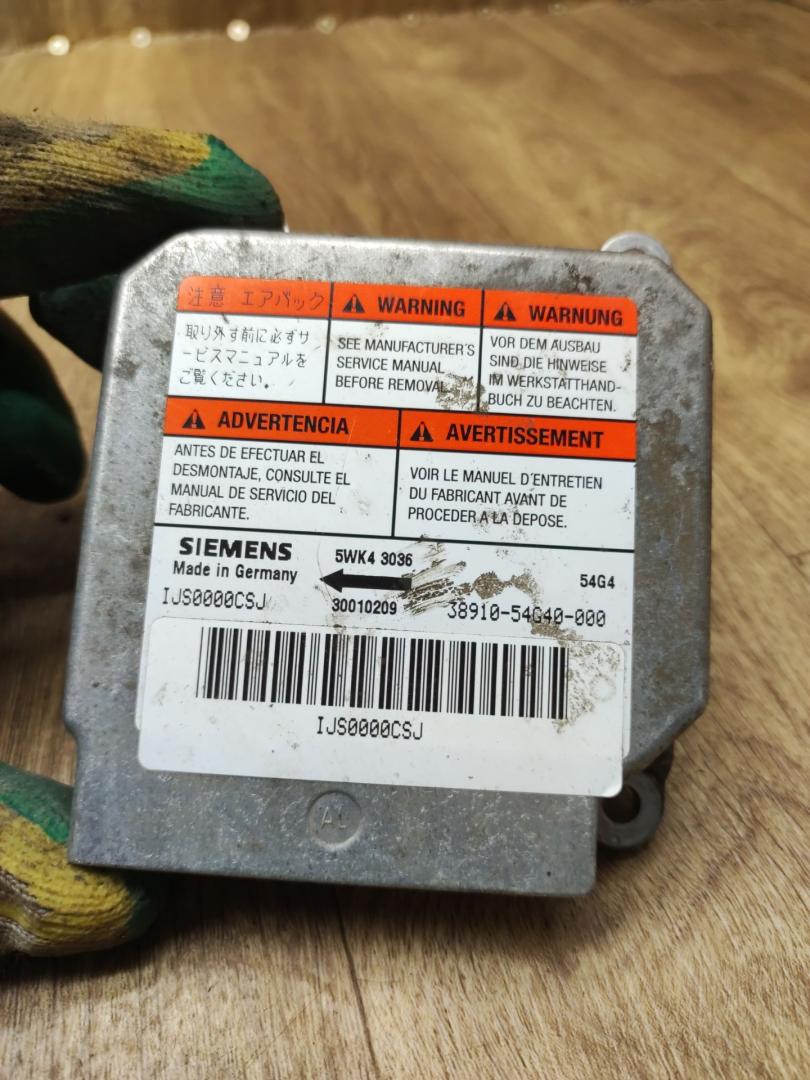 注意 エアバック
取り外す前に必ずサ
ービスマニュアルを
ご覧ください。
WARNING
SEE MANUFACTURER'S
SERVICE MANUAL
BEFORE REMOVAL
WARNUNG
VOR DEM AUSBAU
SIND DIE HINWEISE
IM WERKSTATTHAND-
BUCH ZU BEACHTEN.
ADVERTENCIA
ANTES DE EFECTUAR EL
DESMONTAJE, CONSULTE EL
MANUAL DE SERVICIO DEL
FABRICANTE.
AVERTISSEMENT
VOIR LE MANUEL D'ENTRETIEN
DU FABRICANT AVANT DE
PROCEDER A LA DEPOSE.
SIEMENS
Made in Germany
5WK4 3036
54G4
IJS0000CSJ
30010209
38910-54G40-000
IJS0000CSJ
AL